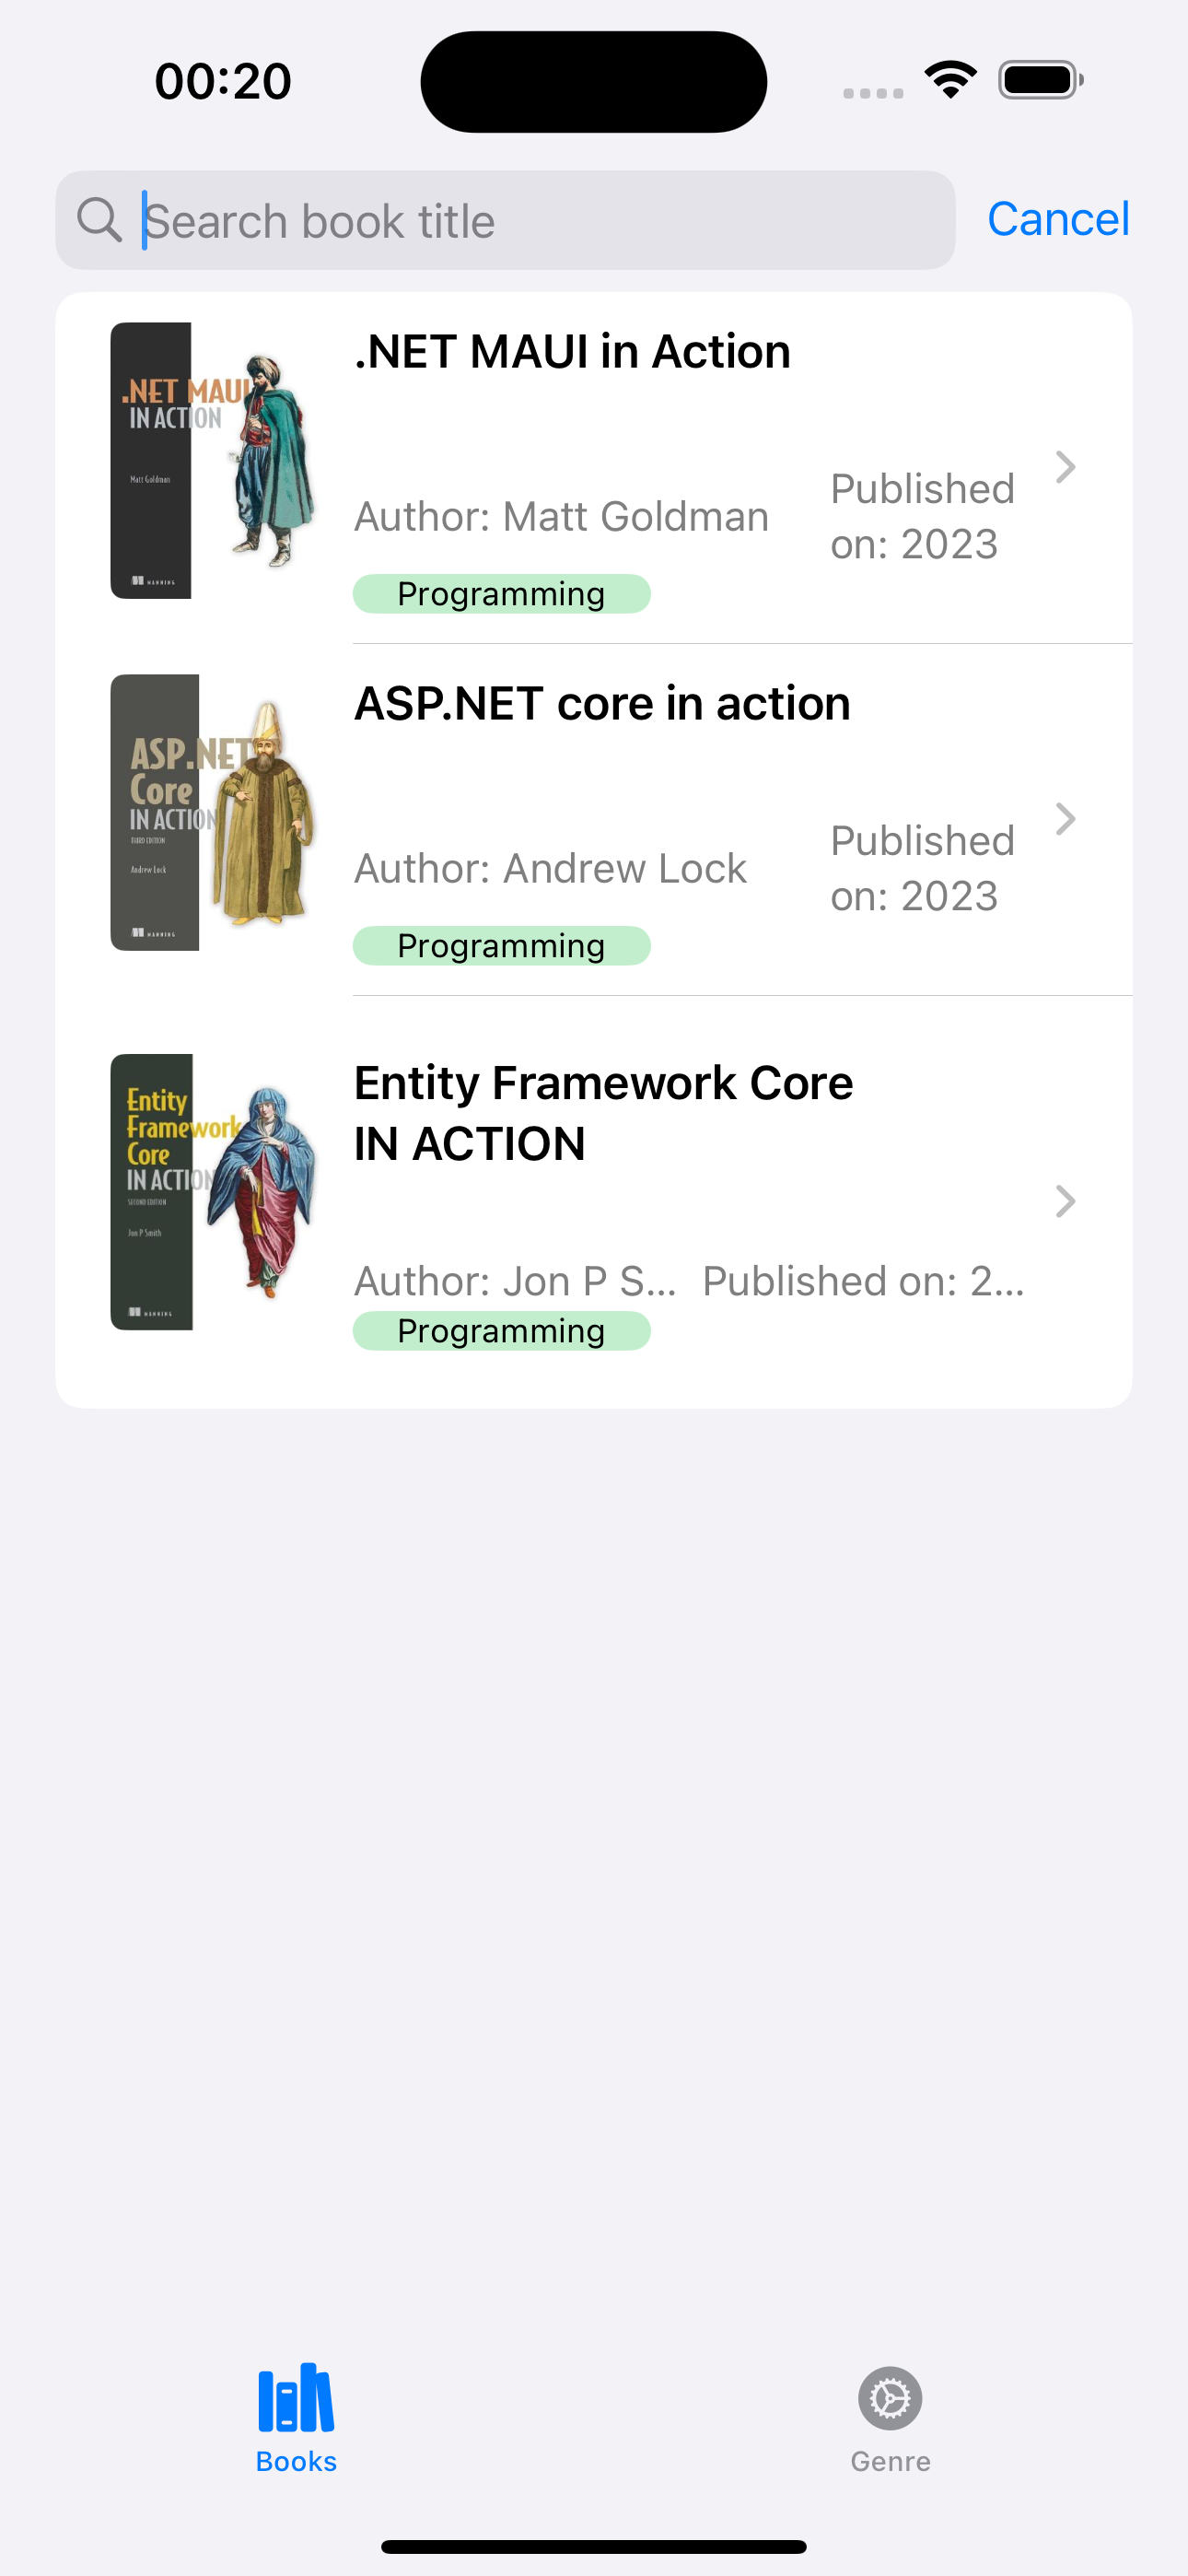 00:20
Search book title
Cancel
.NET MAUI
IN ACTION
Matt Goldman
MANNING
.NET MAUI in Action
Author: Matt Goldman
Published
on: 2023
Programming
ASP.NET
Core
IN ACTION
THIRD EDITION
Andrew Lock
MANNING
ASP.NET core in action
Author: Andrew Lock
Published
on: 2023
Programming
Entity
Framework
Core
IN ACTION
SECOND EDITION
Jon P Smith
MANNING
Entity Framework Core
IN ACTION
Author: Jon P S... Published on: 2...
Programming
Books
Genre